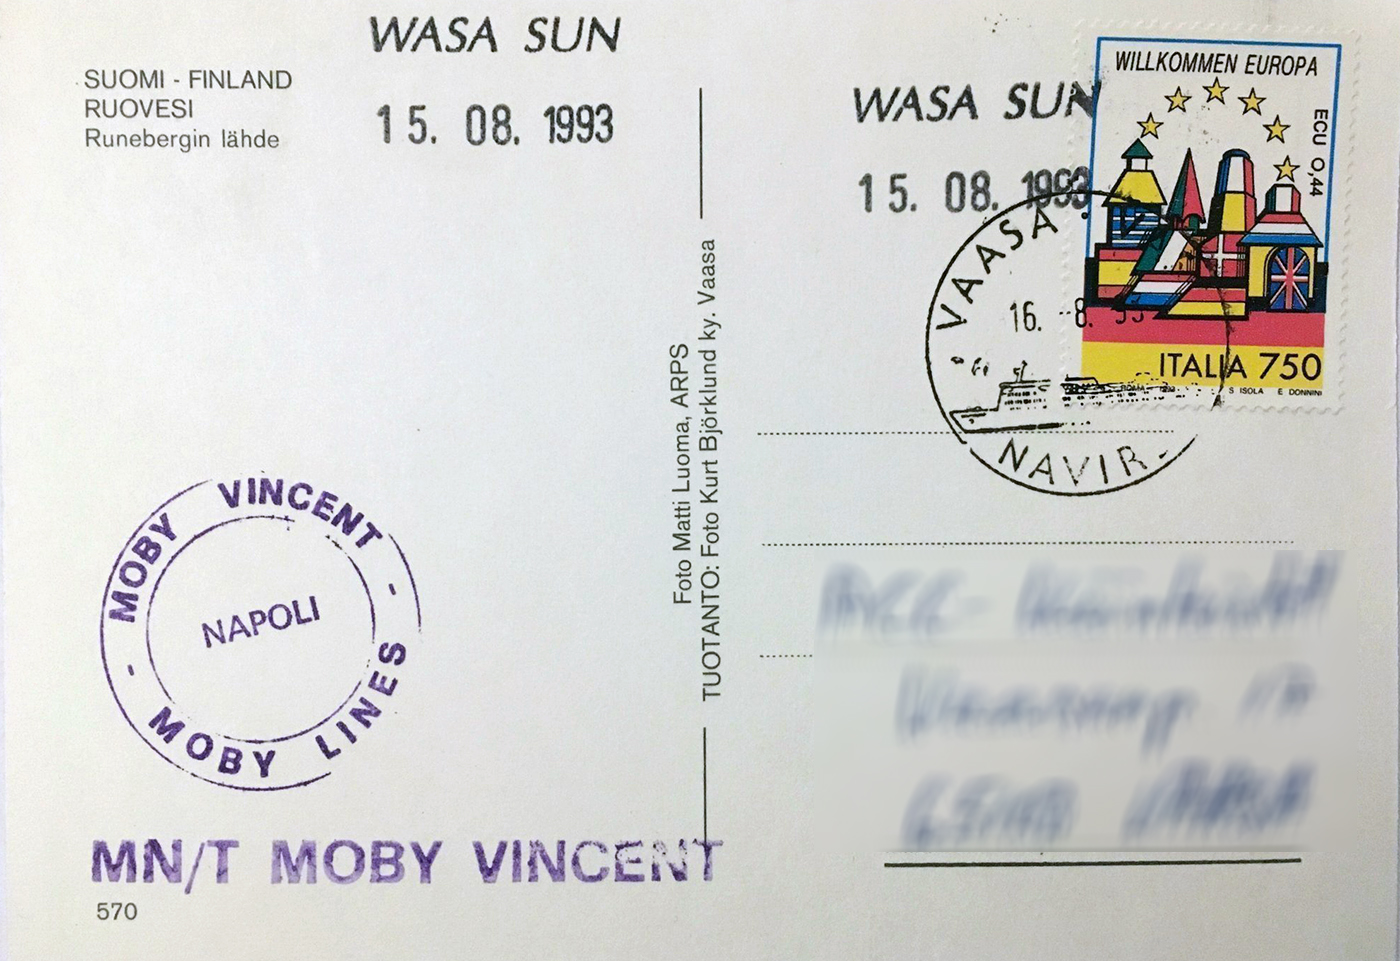 WASA SUN
15. 08. 1993
SUOMI - FINLAND
RUOVESI
Runebergin lähde
WASA SUN
15. 08. 1993
WILLKOMMEN EUROPA
ECU 0,44
ITALIA 750
S ISOLA E DONNINI
VAASA
16. -8. 93
NAVIR-
Foto Matti Luoma, ARPS
TUOTANTO: Foto Kurt Björklund ky. Vaasa
MOBY VINCENT -
NAPOLI
- MOBY LINES
MN/T MOBY VINCENT
570